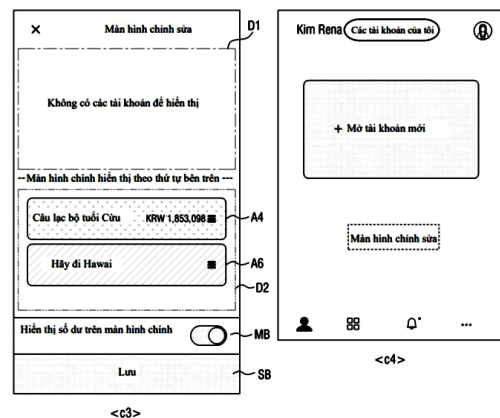 × Màn hình chỉnh sửa
D1
Không có các tài khoản để hiển thị
-- Màn hình chính hiển thị theo thứ tự bên trên ---
Câu lạc bộ tuổi Cừu KRW 1,853,098 A4
Hãy đi Hawai A6
D2
Hiển thị số dư trên màn hình chính MB
Lưu SB
<c3>
Kim Rena Các tài khoản của tôi
+ Mở tài khoản mới
Màn hình chỉnh sửa
...
<c4>